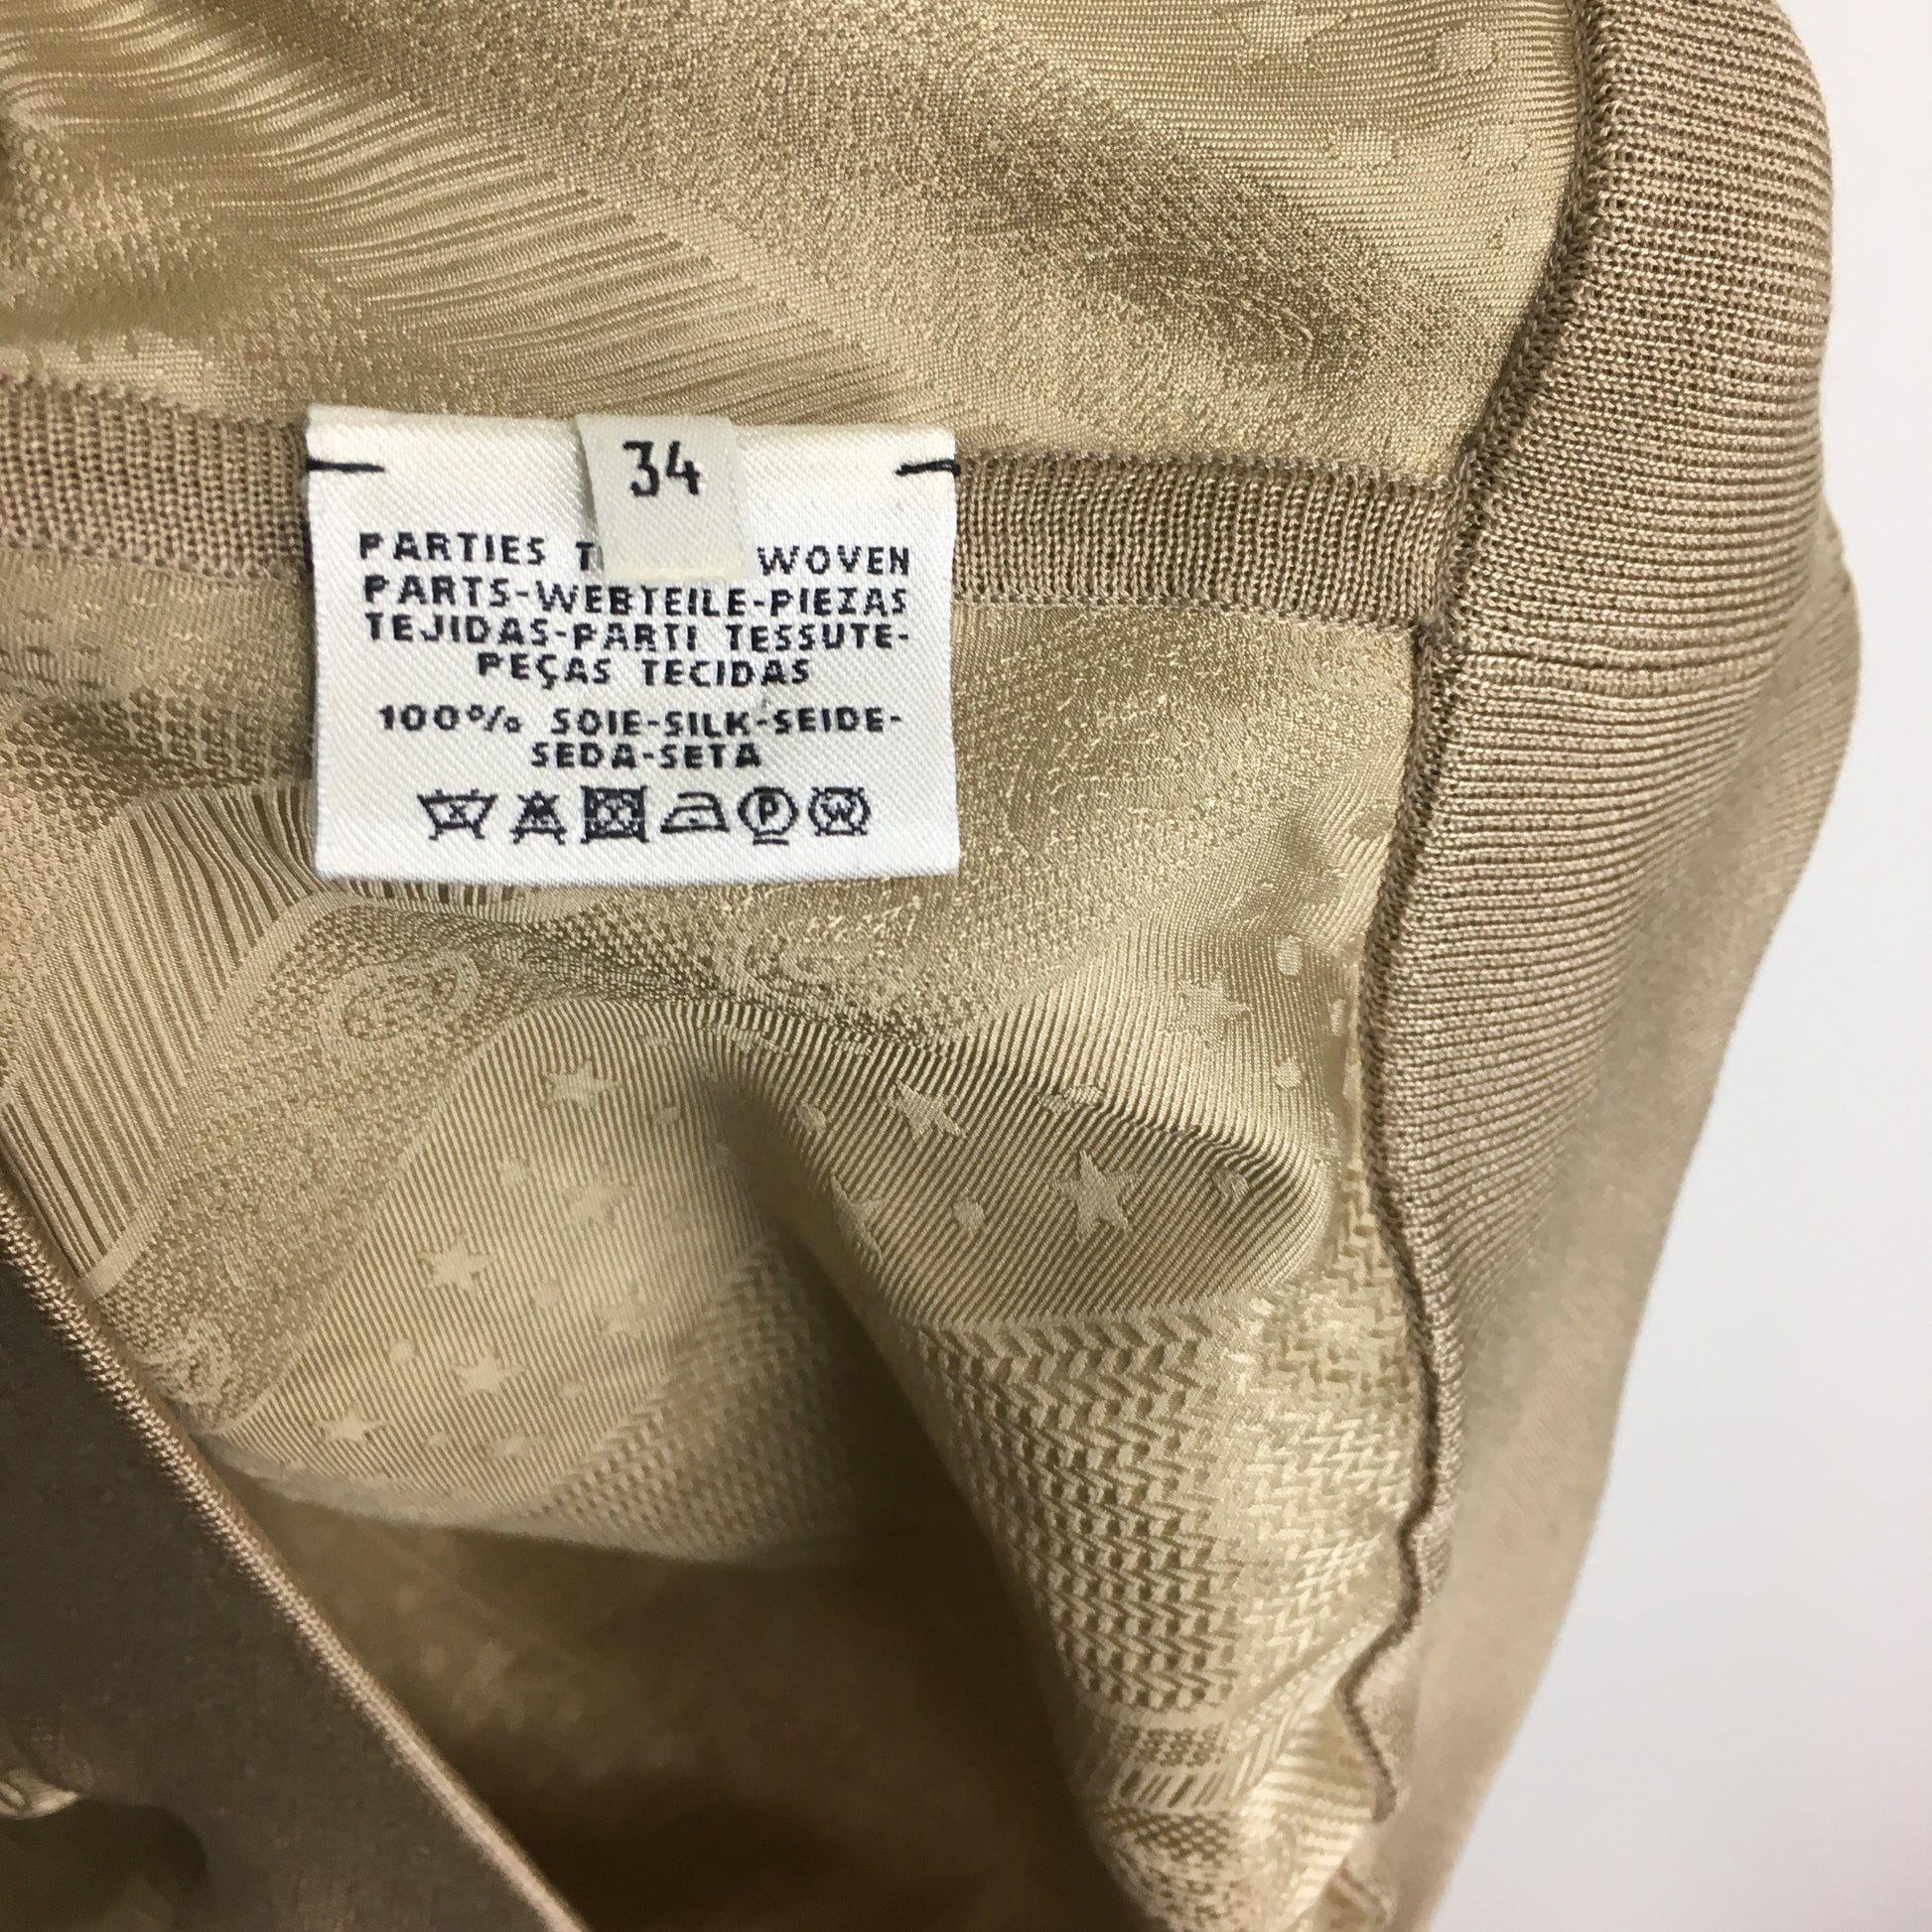 34
PARTIES T WOVEN
PARTS-WEBTEILE-PIEZAS
TEJIDAS-PARTI TESSUTE-
PEÇAS TECIDAS
100% SOIE-SILK-SEIDE-
SEDA-SETA
P W